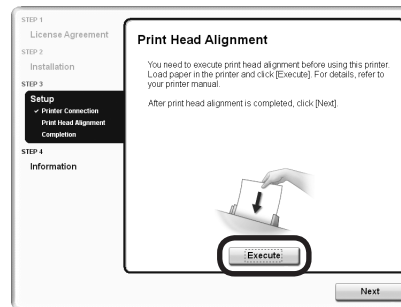 STEP 1
License Agreement
STEP 2
Installation
STEP 3
Setup
✓ Printer Connection
Print Head Alignment
Completion
STEP 4
Information
Print Head Alignment
You need to execute print head alignment before using this printer.
Load paper in the printer and click [Execute]. For details, refer to
your printer manual.
After print head alignment is completed, click [Next].
Execute
Next